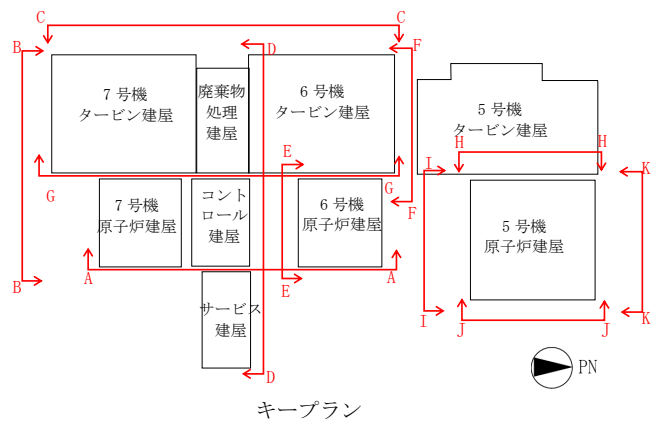 C
C
B
F
D
7号機
タービン建屋
廃棄物
処理
建屋
6号機
タービン建屋
5号機
タービン建屋
H
H
E
I
K
G
G
F
7号機
原子炉建屋
コント
ロール
建屋
6号機
原子炉建屋
5号機
原子炉建屋
A
A
B
E
サービス
建屋
I
J
J
K
D
PN
キープラン